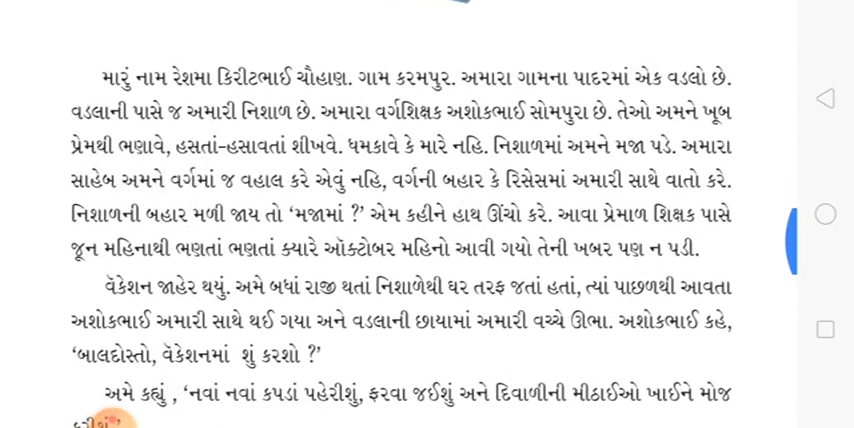 મારું નામ રેશમા કિરીટભાઈ ચૌહાણ. ગામ કરમપુર. અમારા ગામના પાદરમાં એક વડલો છે.
વડલાની પાસે જ અમારી નિશાળ છે. અમારા વર્ગશિક્ષક અશોકભાઈ સોમપુરા છે. તેઓ અમને ખૂબ
પ્રેમથી ભણાવે, હસતાં-હસાવતાં શીખવે. ધમકાવે કે મારે નહિ. નિશાળમાં અમને મજા પડે. અમારા
સાહેબ અમને વર્ગમાં જ વહાલ કરે એવું નહિ, વર્ગની બહાર કે રિસેસમાં અમારી સાથે વાતો કરે.
નિશાળની બહાર મળી જાય તો ‘મજામાં ?’ એમ કહીને હાથ ઊંચો કરે. આવા પ્રેમાળ શિક્ષક પાસે
જૂન મહિનાથી ભણતાં ભણતાં ક્યારે ઑક્ટોબર મહિનો આવી ગયો તેની ખબર પણ ન પડી.
વૅકેશન જાહેર થયું. અમે બધાં રાજી થતાં નિશાળેથી ઘર તરફ જતાં હતાં, ત્યાં પાછળથી આવતા
અશોકભાઈ અમારી સાથે થઈ ગયા અને વડલાની છાયામાં અમારી વચ્ચે ઊભા. અશોકભાઈ કહે,
‘બાલદોસ્તો, વૅકેશનમાં શું કરશો ?’
અમે કહ્યું , ‘નવાં નવાં કપડાં પહેરીશું, ફરવા જઈશું અને દિવાળીની મીઠાઈઓ ખાઈને મોજ